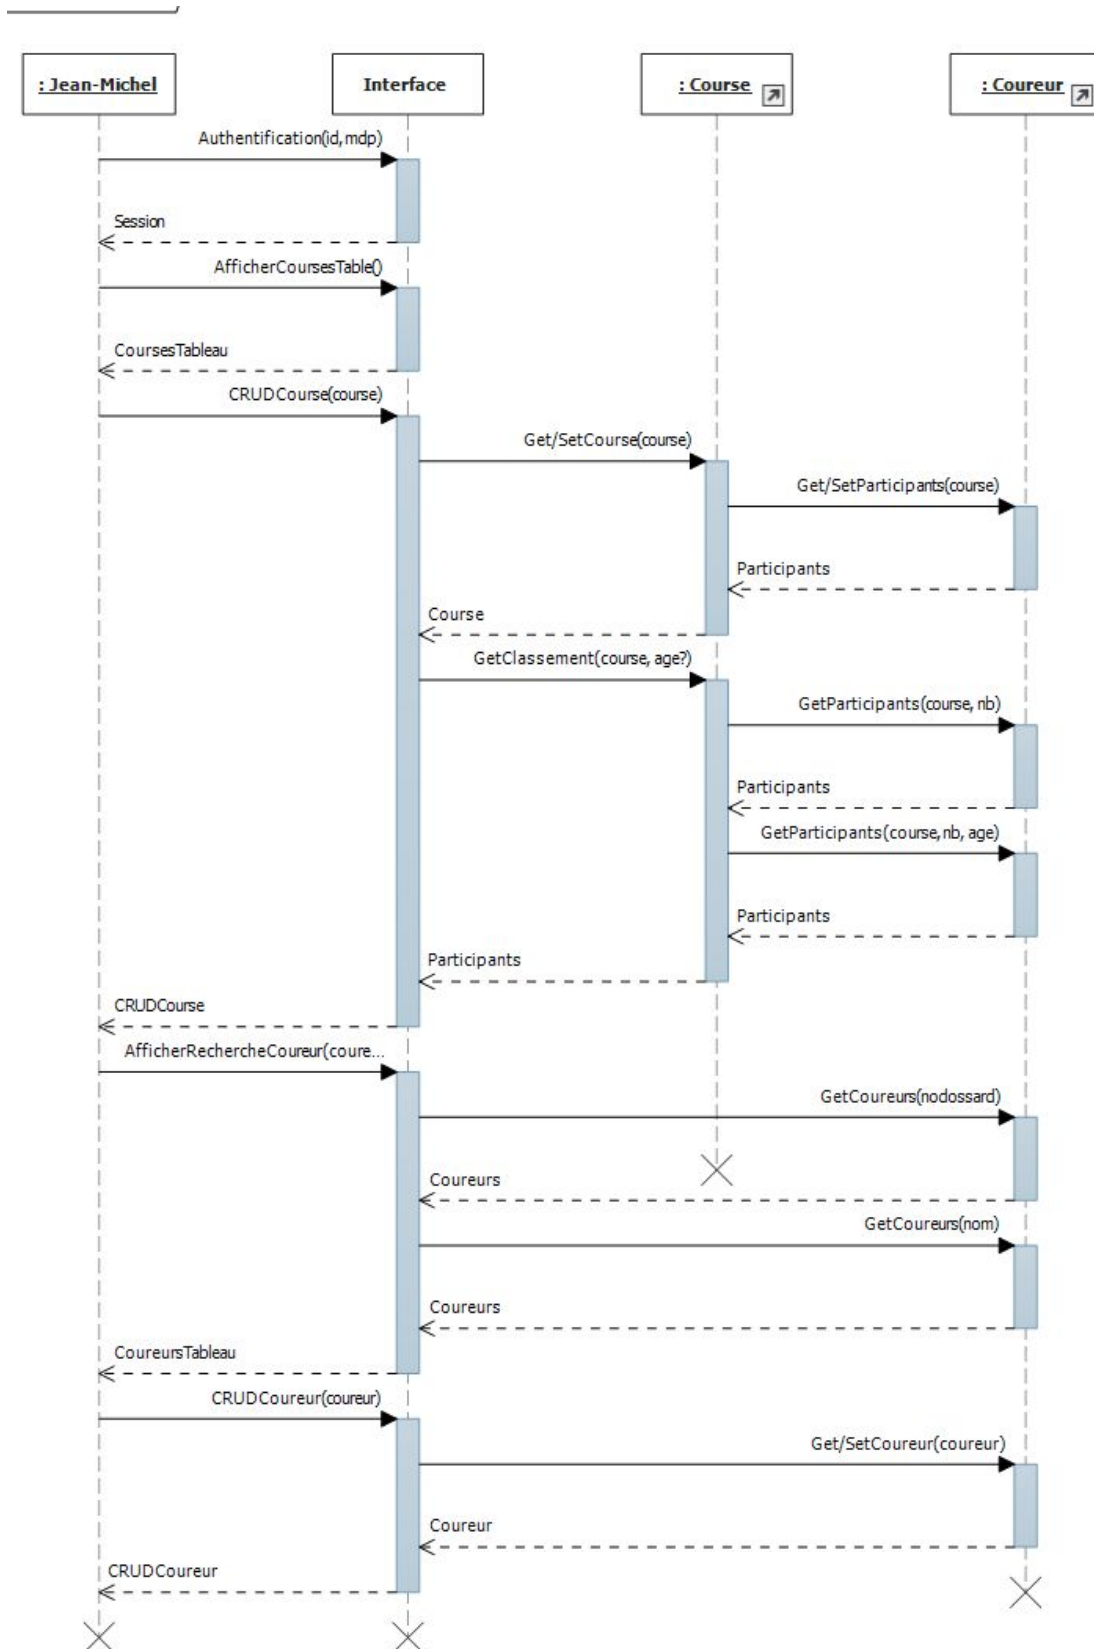 : Jean-Michel
Interface
: Course
: Coureur
Authentification(id, mdp)
Session
AfficherCoursesTable()
CoursesTableau
CRUDCourse(course)
Get/SetCourse(course)
Get/SetParticipants(course)
Participants
Course
GetClassement(course, age?)
GetParticipants(course, nb)
Participants
GetParticipants(course, nb, age)
Participants
Participants
CRUDCourse
AfficherRechercheCoureur(coure...
GetCoureurs(nodossard)
Coureurs
GetCoureurs(nom)
Coureurs
CoureursTableau
CRUDCoureur(coureur)
Get/SetCoureur(coureur)
Coureur
CRUDCoureur